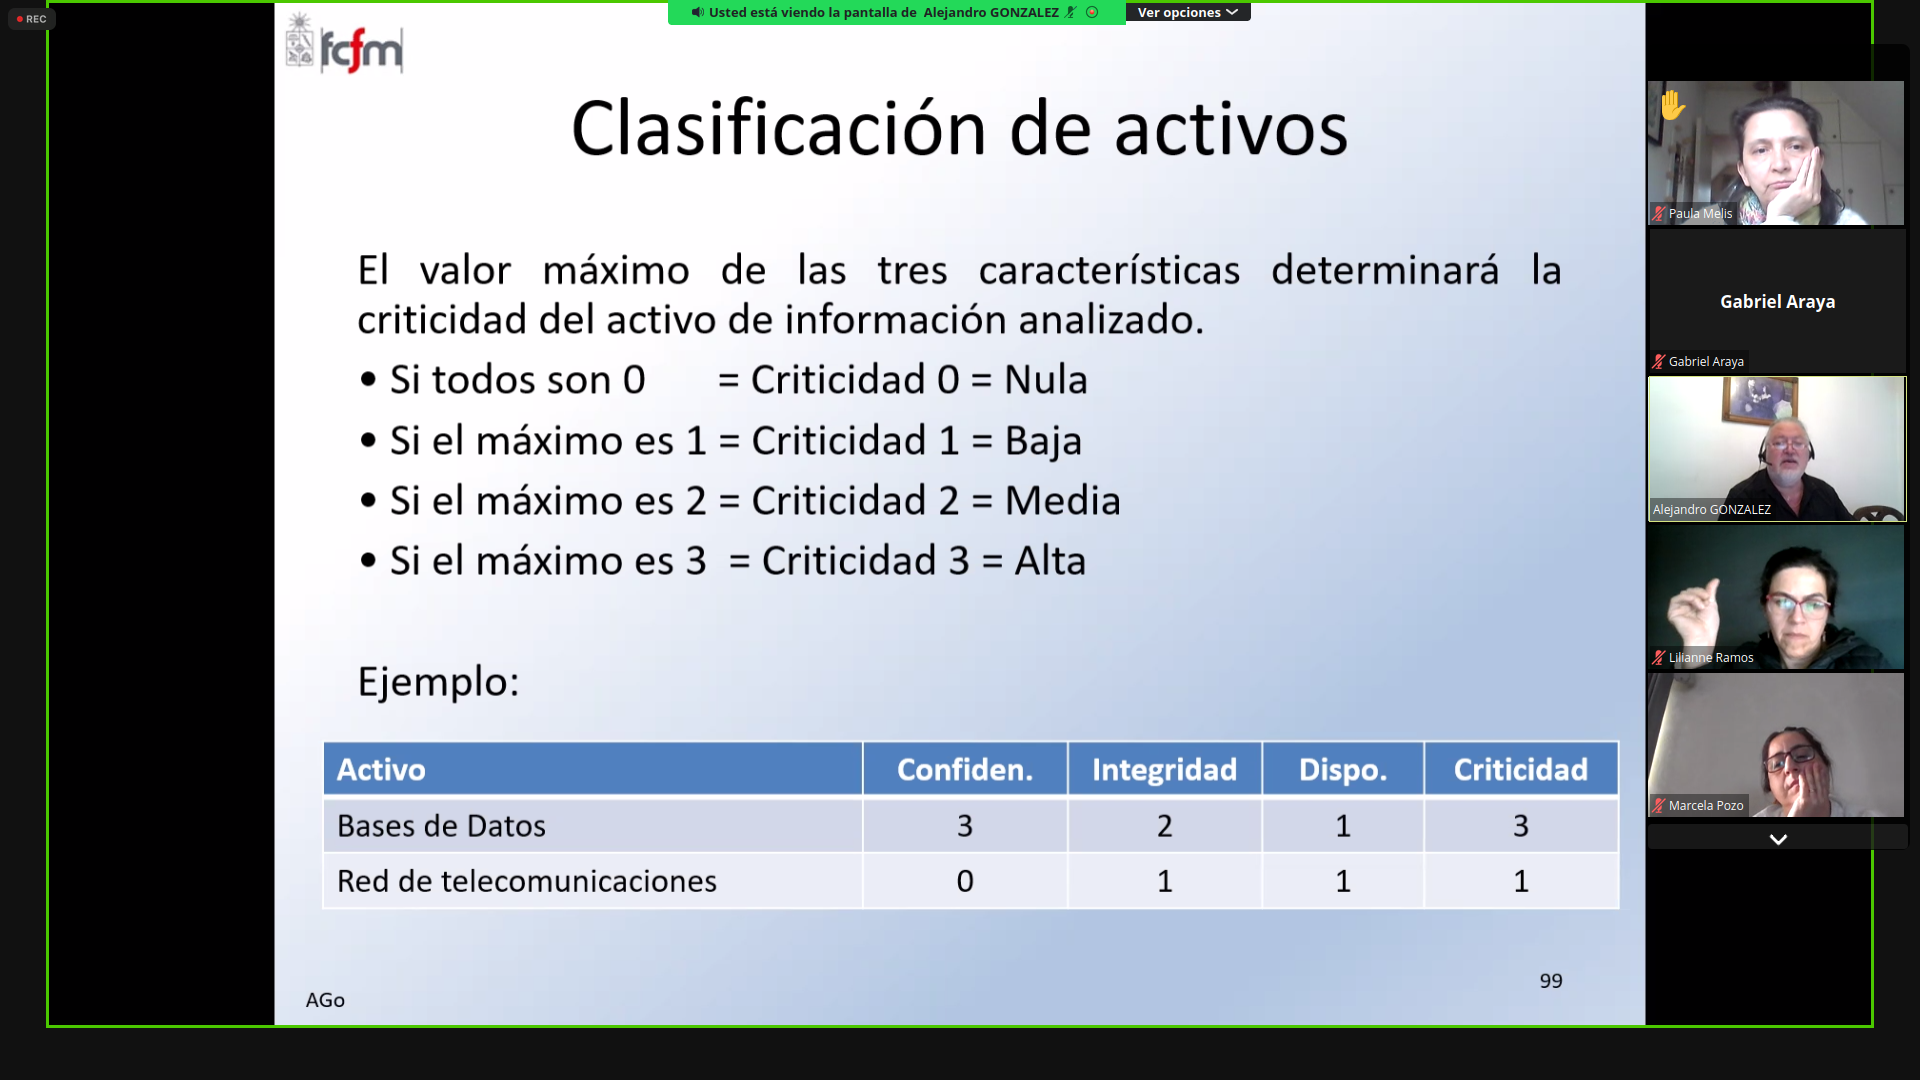 REC
Usted está viendo la pantalla de Alejandro GONZALEZ
Ver opciones
fcfm
Clasificación de activos
El valor máximo de las tres características determinará la
criticidad del activo de información analizado.
• Si todos son 0 = Criticidad 0 = Nula
• Si el máximo es 1 = Criticidad 1 = Baja
• Si el máximo es 2 = Criticidad 2 = Media
• Si el máximo es 3 = Criticidad 3 = Alta
Ejemplo:
Activo Confiden. Integridad Dispo. Criticidad
Bases de Datos 3 2 1 3
Red de telecomunicaciones 0 1 1 1
AGo
99
Paula Melis
Gabriel Araya
Gabriel Araya
Alejandro GONZALEZ
Lilianne Ramos
Marcela Pozo